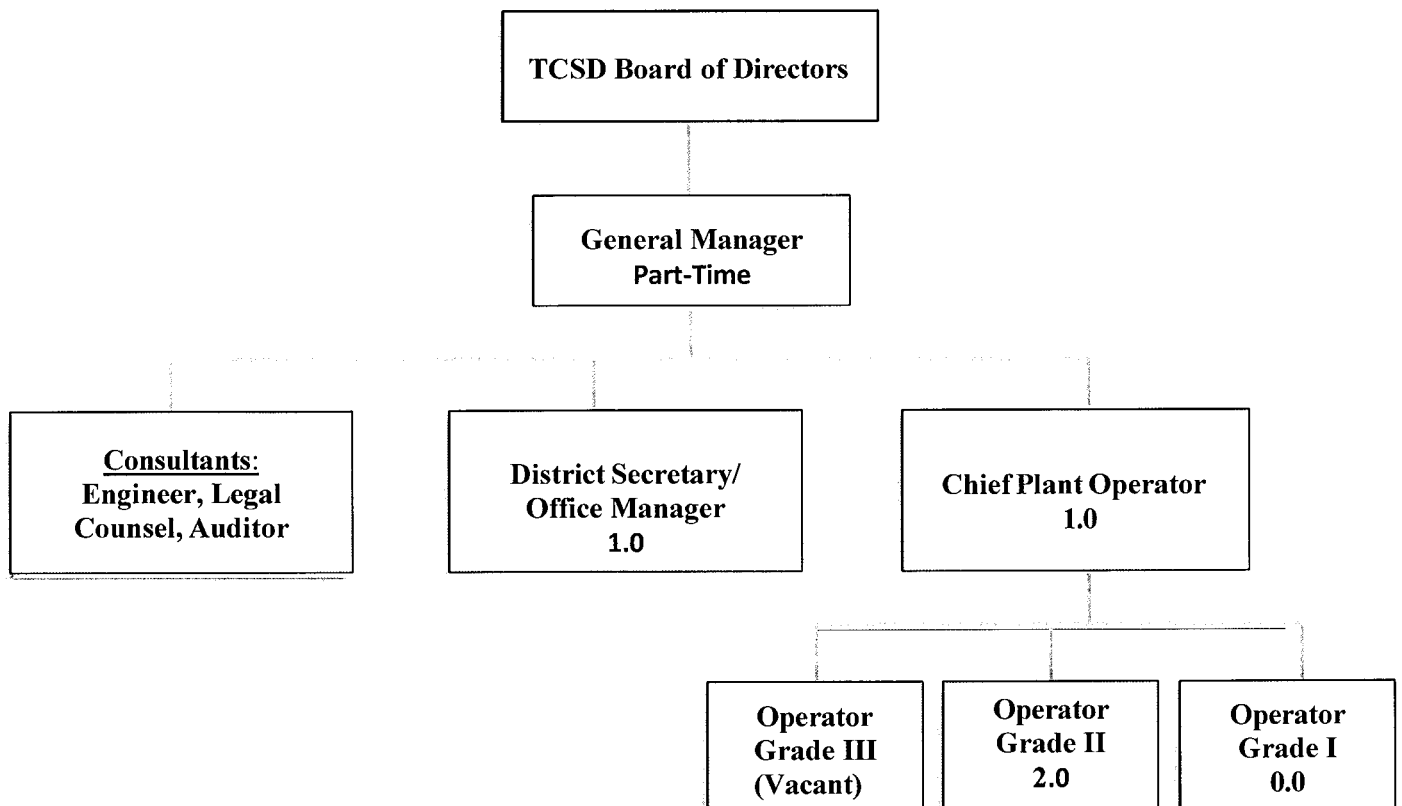 TCSD Board of Directors
General Manager
Part-Time
Consultants:
Engineer, Legal
Counsel, Auditor
District Secretary/
Office Manager
1.0
Chief Plant Operator
1.0
Operator
Grade III
(Vacant)
Operator
Grade II
2.0
Operator
Grade I
0.0